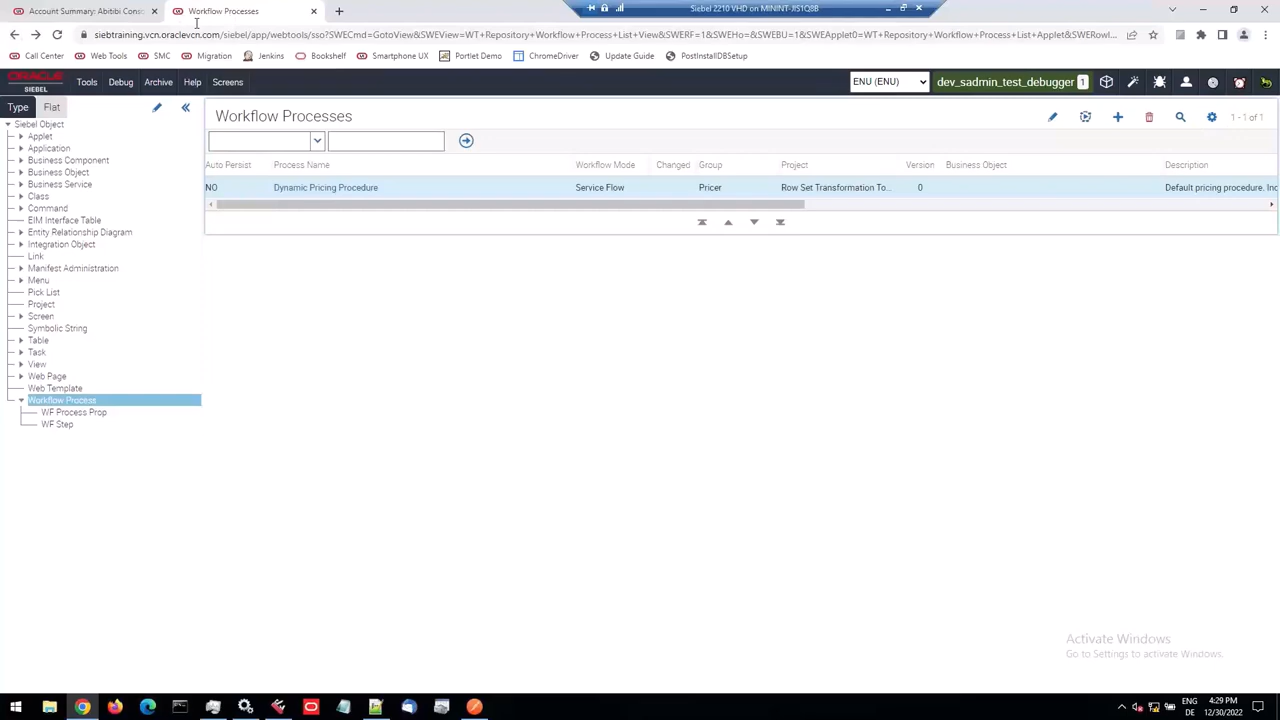 Account Summary: Abitibi Cons
Workflow Processes
Siebel 2210 VHD on MININT-JIS1Q8B
siebtraining.vcn.oraclevcn.com/siebel/app/webtools/sso?SWECmd=GotoView&SWEView=WT+Repository+Workflow+Process+List+View&SWERF=1&SWEHo=&SWEBU=1&SWEApplet0=WT+Repository+Workflow+Process+List+Applet&SWERowI...
Call Center
Web Tools
SMC
Migration
Jenkins
Bookshelf
Smartphone UX
Portlet Demo
ChromeDriver
Update Guide
PostInstallDBSetup
ORACLE
SIEBEL
Tools
Debug
Archive
Help
Screens
ENU (ENU)
dev_sadmin_test_debugger 1
Type
Flat
Siebel Object
Applet
Application
Business Component
Business Object
Business Service
Class
Command
EIM Interface Table
Entity Relationship Diagram
Integration Object
Link
Manifest Administration
Menu
Pick List
Project
Screen
Symbolic String
Table
Task
View
Web Page
Web Template
Workflow Process
WF Process Prop
WF Step
Workflow Processes
1 - 1 of 1
Auto Persist Process Name Workflow Mode Changed Group Project Version Business Object Description
NO Dynamic Pricing Procedure Service Flow Pricer Row Set Transformation To... 0 Default pricing procedure. Inc
Activate Windows
Go to Settings to activate Windows.
ENG
DE
4:29 PM
12/30/2022